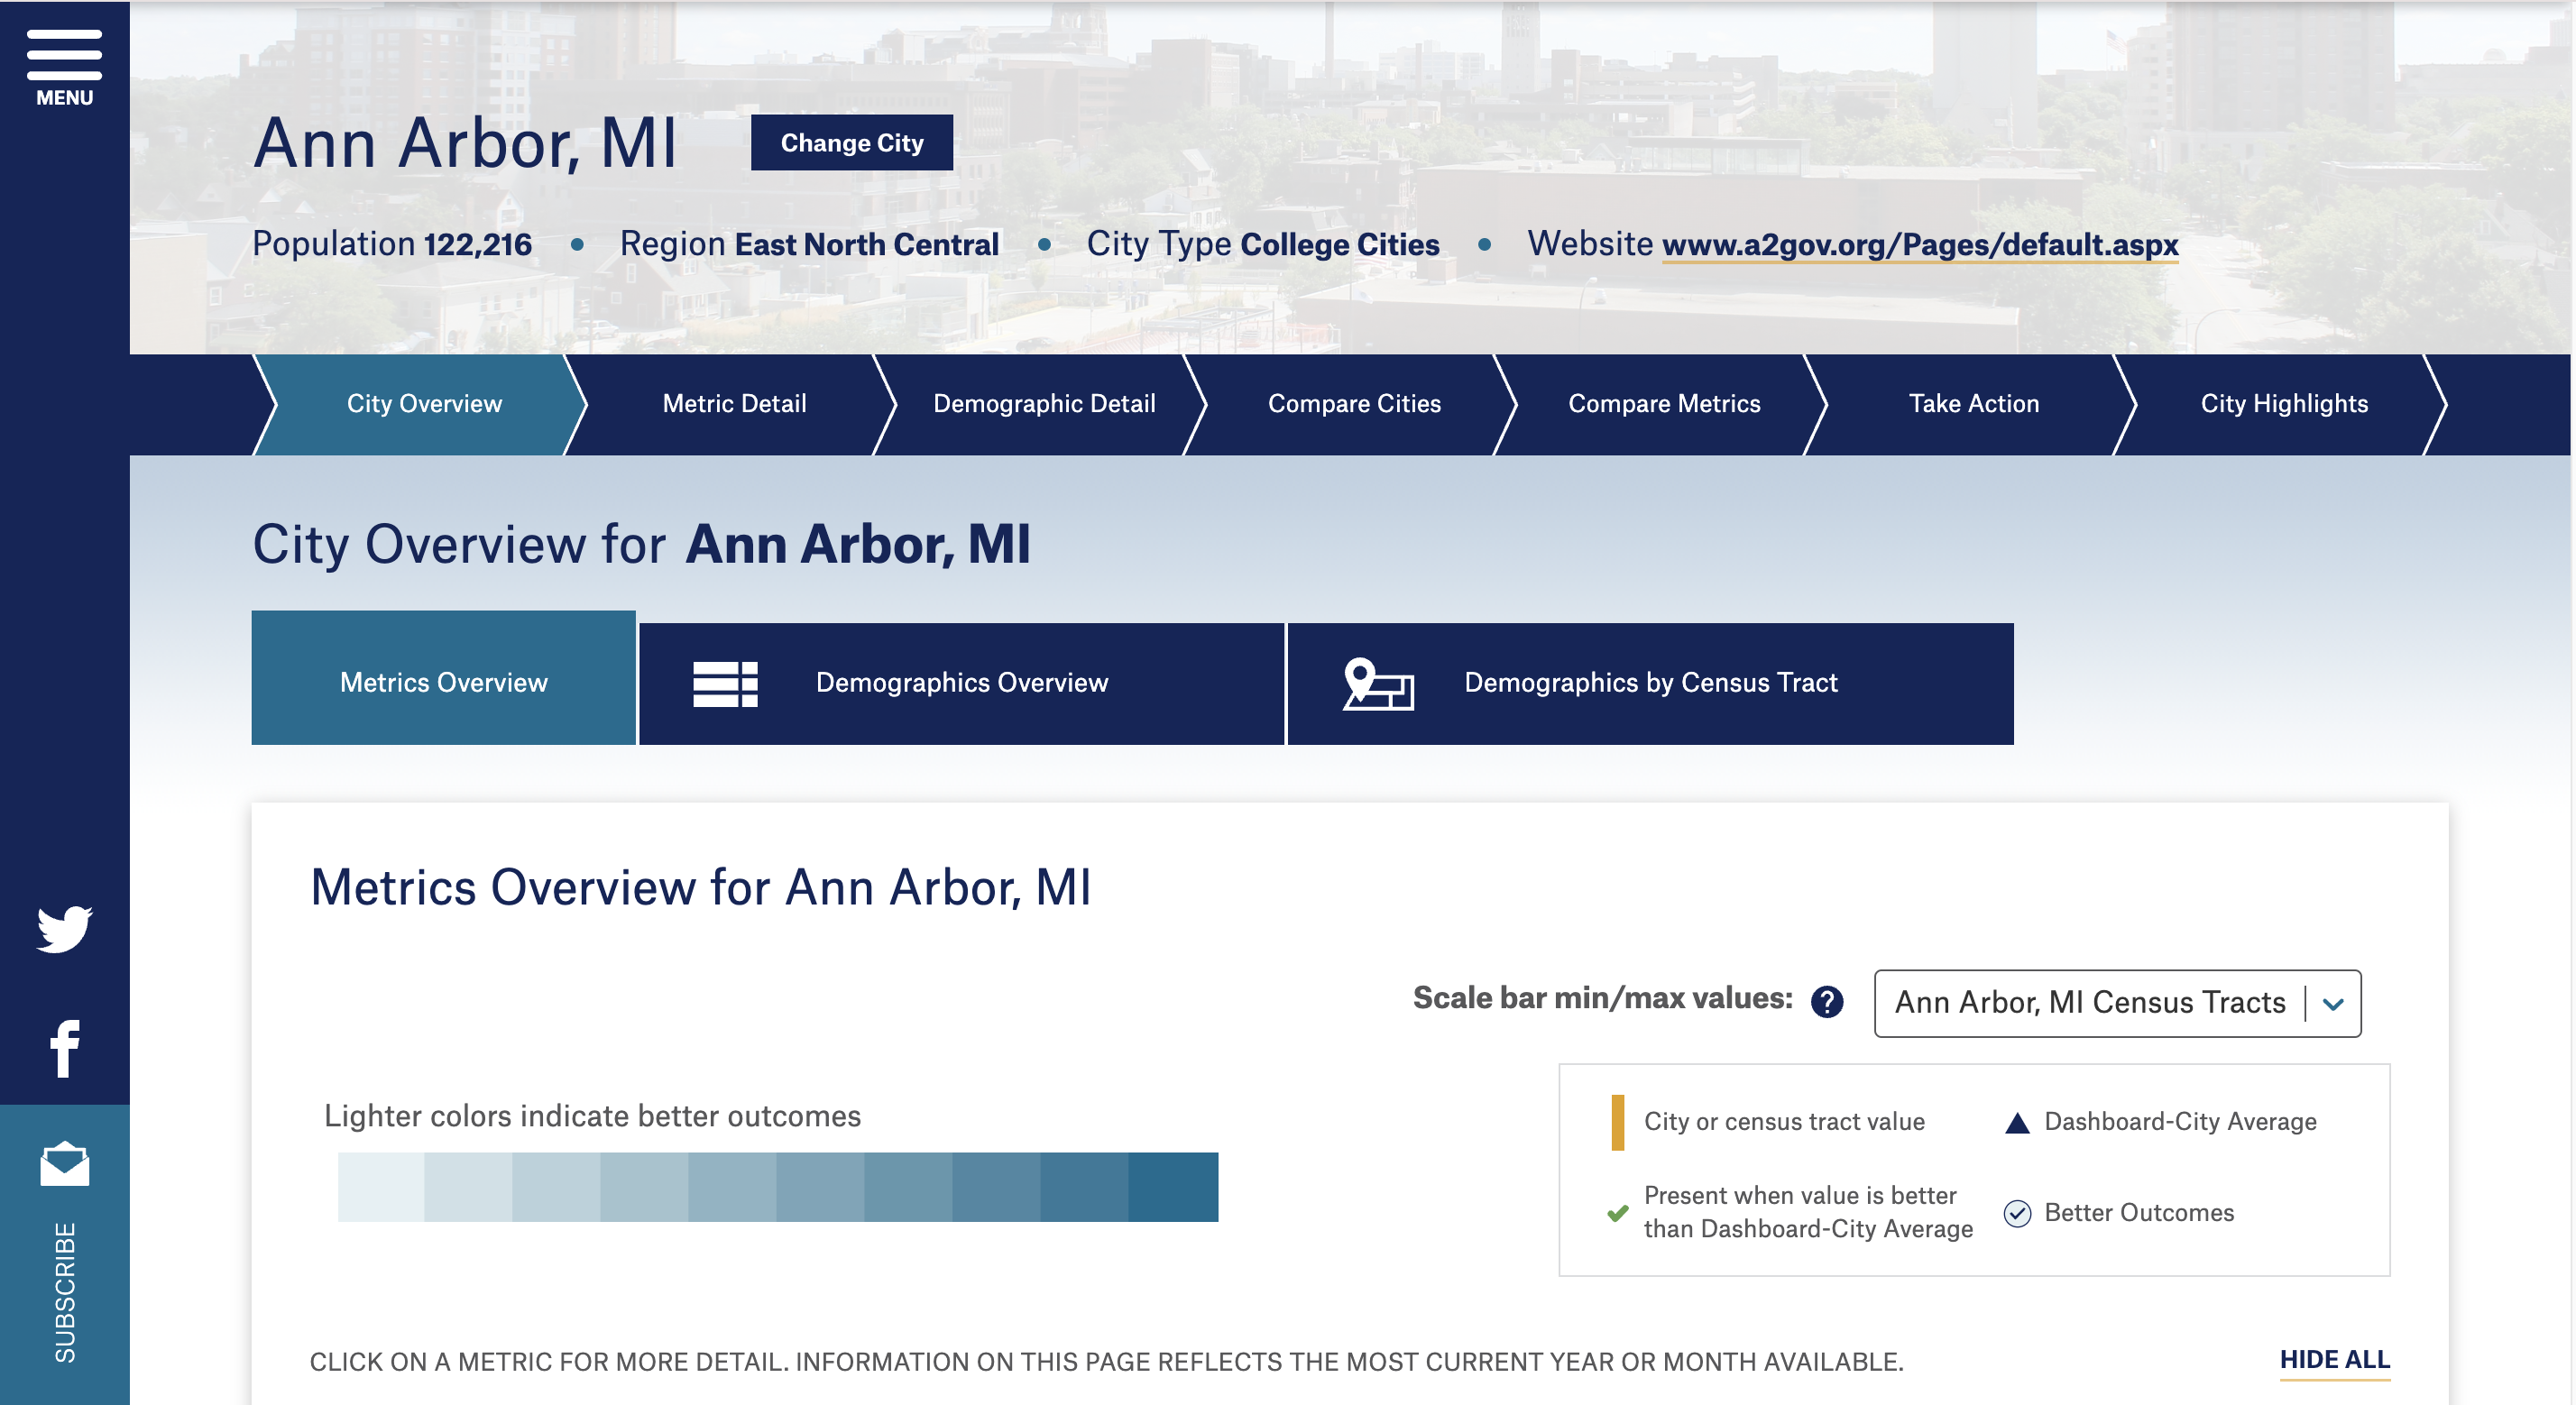 MENU
Ann Arbor, MI
Change City
Population 122,216 • Region East North Central • City Type College Cities • Website www.a2gov.org/Pages/default.aspx
City Overview
Metric Detail
Demographic Detail
Compare Cities
Compare Metrics
Take Action
City Highlights
City Overview for Ann Arbor, MI
Metrics Overview
Demographics Overview
Demographics by Census Tract
Metrics Overview for Ann Arbor, MI
Scale bar min/max values: ?
Ann Arbor, MI Census Tracts
Lighter colors indicate better outcomes
City or census tract value
Dashboard-City Average
Present when value is better
than Dashboard-City Average
Better Outcomes
SUBSCRIBE
CLICK ON A METRIC FOR MORE DETAIL. INFORMATION ON THIS PAGE REFLECTS THE MOST CURRENT YEAR OR MONTH AVAILABLE.
HIDE ALL